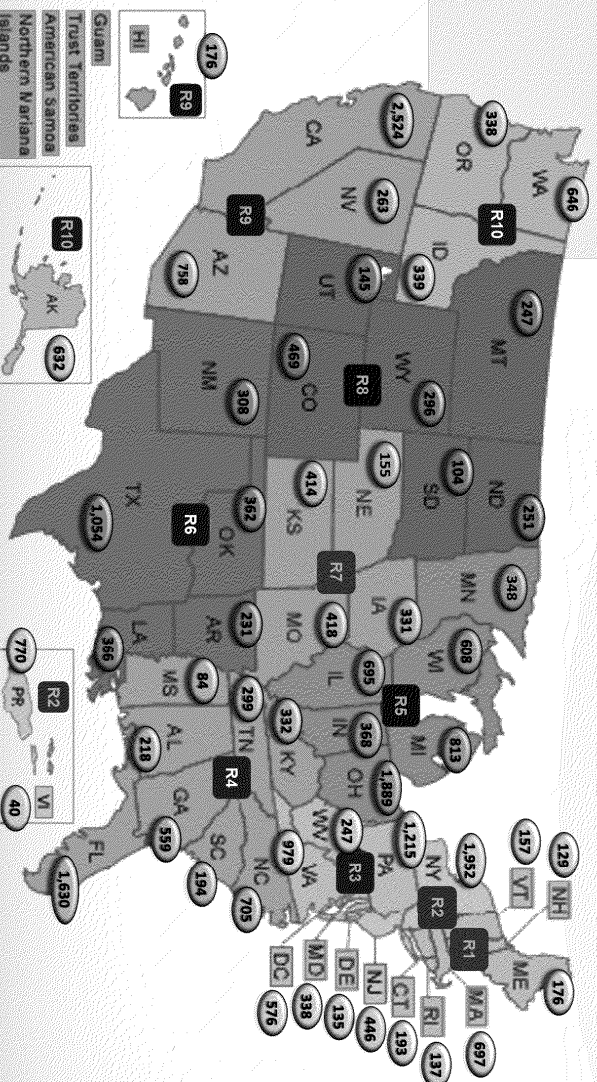 646
WA
R10
338
OR
339
ID
247
MT
251
ND
348
MN
104
SD
296
WY
R8
2,524
CA
263
NV
145
UT
469
CO
155
NE
331
IA
R7
414
KS
418
MO
R9
758
AZ
308
NM
362
OK
R6
231
AR
1,054
TX
366
LA
608
WI
813
MI
R5
695
IL
368
IN
1,889
OH
332
KY
299
TN
R4
84
MS
218
AL
559
GA
194
SC
705
NC
1,630
FL
979
VA
247
WV
R3
1,215
PA
1,952
NY
R2
R1
157
VT
129
NH
176
ME
MA
697
RI
137
CT
193
NJ
446
DE
135
MD
338
DC
576
176
HI
R9
Guam
Trust Territories
American Samoa
Northern Mariana
Islands
R10
AK
632
R2
770
PR
VI
40